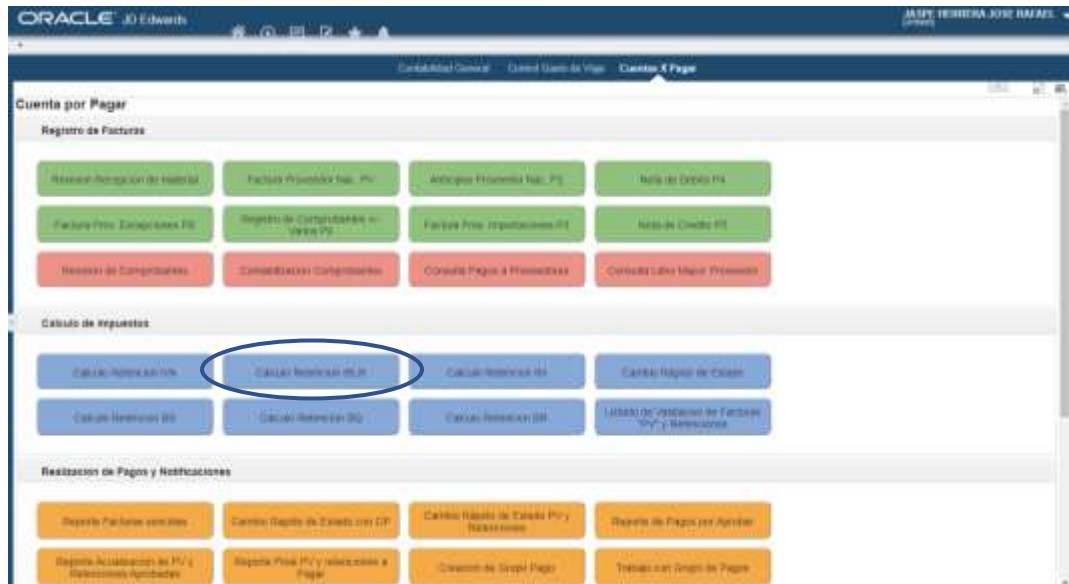 ORACLE JD Edwards
JASPE HERRERA JOSE RAFAEL
Contabilidad General Control Gasto de Viaje Cuentas X Pagar
Cuenta por Pagar
Registro de Facturas
Revision Recepcion de Material
Factura Proveedor Nac. PV
Anticipos Proveedor Nac. PS
Nota de Debito P4
Factura Prov. Excepciones P8
Registro de Comprobantes
Varios P9
Factura Prov. Importaciones P1
Nota de Credito
Revision de Comprobantes
Contabilizacion Comprobantes
Consulta Pagos a Proveedores
Consulta Libro Mayor Proveedor
Calculo de Impuestos
Calculo Retencion IVA
Calculo Retencion ISLR
Calculo Retencion
Cambio Rapido de Estado
Calculo Retencion
Calculo Retencion
Calculo Retencion
Listado de Validacion de Facturas
"PV" y Retenciones
Realizacion de Pagos y Notificaciones
Reporte Facturas vencidas
Cambio Rapido de Estado con OP
Cambio Rapido de Estado PV y
Retenciones
Reporte de Pagos por Aprobar
Reporte Actualizacion de PV y
Retenciones Aprobadas
Reporte Final PV y retenciones a
Pagar
Creacion de Grupo Pago
Trabajo con Grupo de Pagos